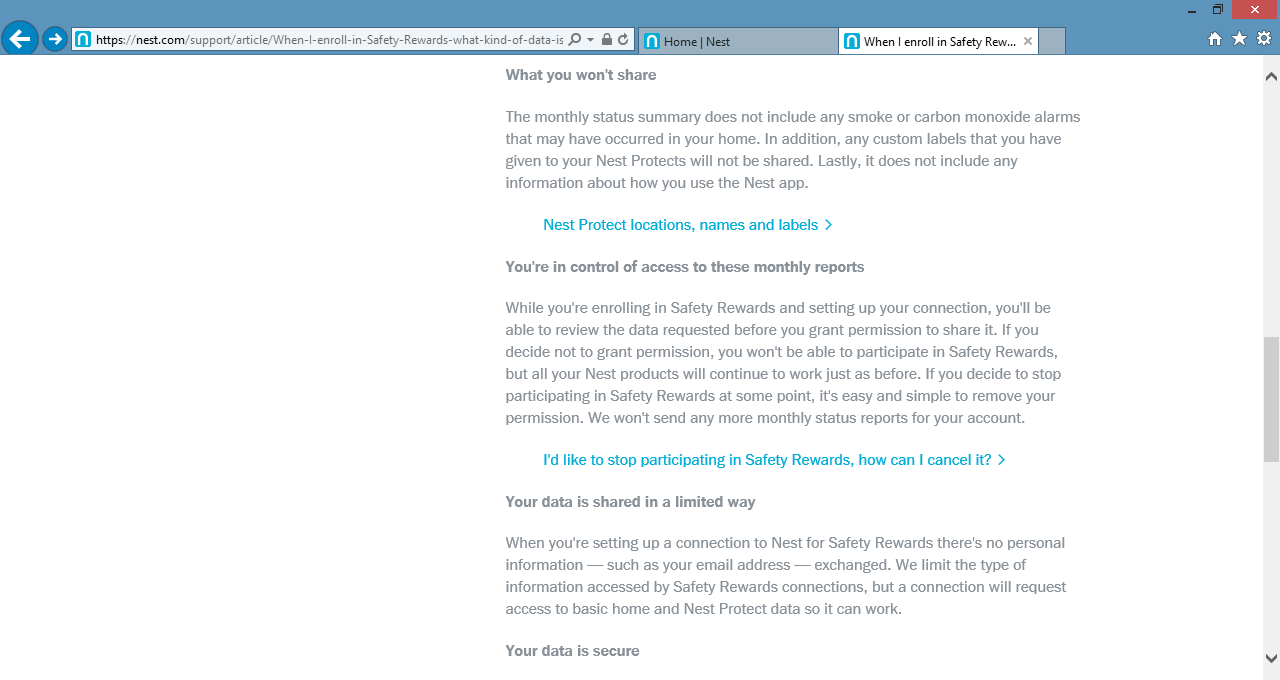 https://nest.com/support/article/When-I-enroll-in-Safety-Rewards-what-kind-of-data-is
Home | Nest
When I enroll in Safety Rew...
What you won't share
The monthly status summary does not include any smoke or carbon monoxide alarms
that may have occurred in your home. In addition, any custom labels that you have
given to your Nest Protects will not be shared. Lastly, it does not include any
information about how you use the Nest app.
Nest Protect locations, names and labels
You're in control of access to these monthly reports
While you're enrolling in Safety Rewards and setting up your connection, you'll be
able to review the data requested before you grant permission to share it. If you
decide not to grant permission, you won't be able to participate in Safety Rewards,
but all your Nest products will continue to work just as before. If you decide to stop
participating in Safety Rewards at some point, it's easy and simple to remove your
permission. We won't send any more monthly status reports for your account.
I'd like to stop participating in Safety Rewards, how can I cancel it?
Your data is shared in a limited way
When you're setting up a connection to Nest for Safety Rewards there's no personal
information — such as your email address — exchanged. We limit the type of
information accessed by Safety Rewards connections, but a connection will request
access to basic home and Nest Protect data so it can work.
Your data is secure